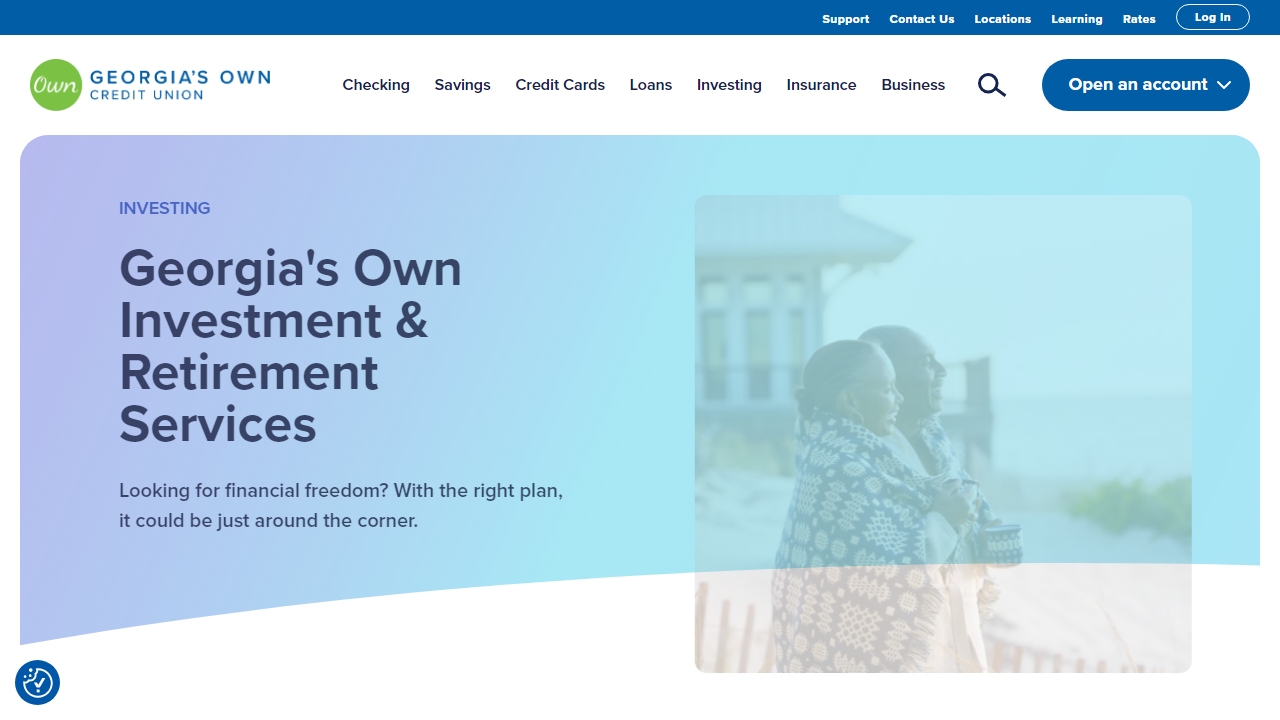 Support Contact Us Locations Learning Rates Log In
Own GEORGIA'S OWN
CREDIT UNION
Checking Savings Credit Cards Loans Investing Insurance Business Open an account
INVESTING
Georgia's Own
Investment &
Retirement
Services
Looking for financial freedom? With the right plan,
it could be just around the corner.